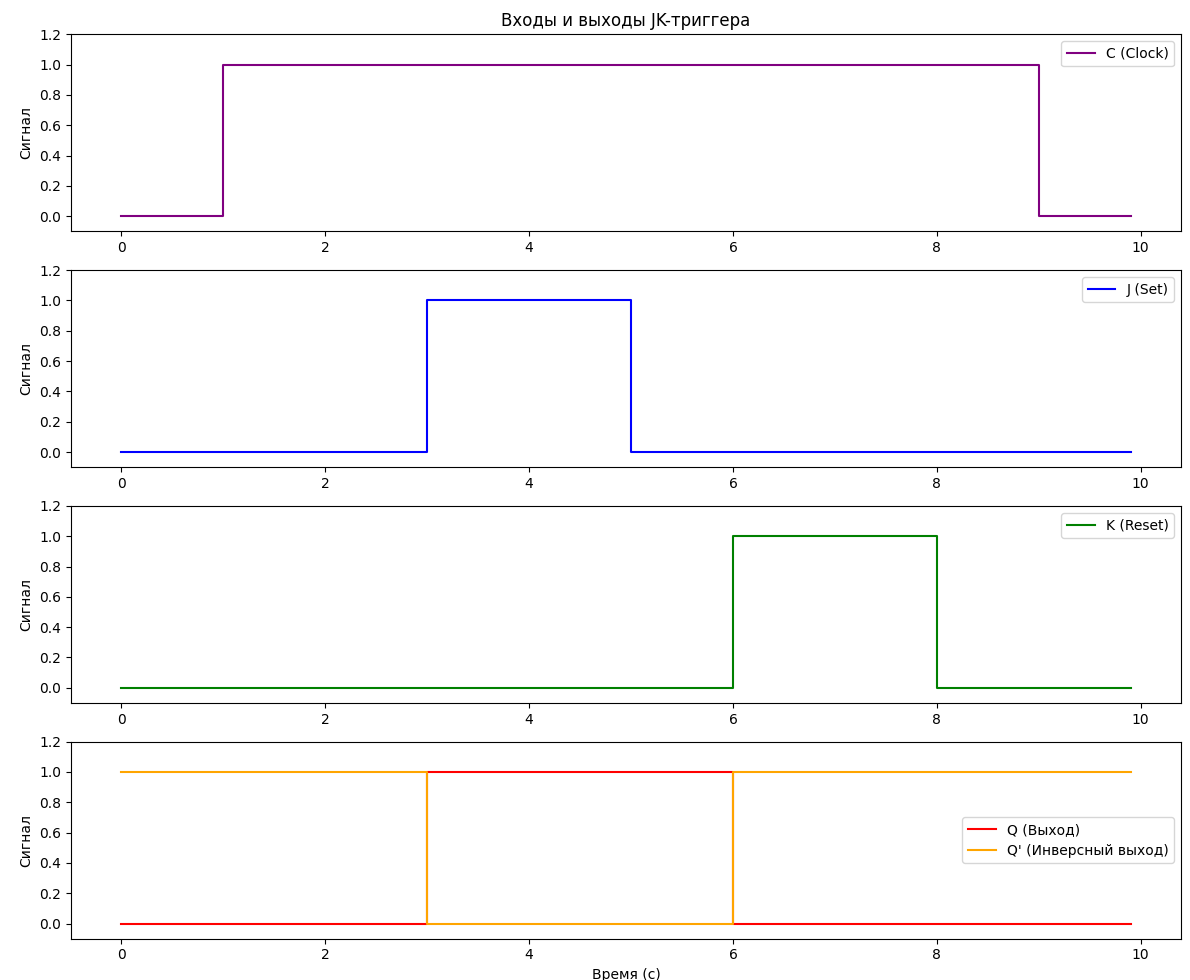 Входы и выходы JK-триггера
Сигнал
1.2
1.0
0.8
0.6
0.4
0.2
0.0
C (Clock)
0 2 4 6 8 10
Сигнал
1.2
1.0
0.8
0.6
0.4
0.2
0.0
J (Set)
0 2 4 6 8 10
Сигнал
1.2
1.0
0.8
0.6
0.4
0.2
0.0
K (Reset)
0 2 4 6 8 10
Сигнал
1.2
1.0
0.8
0.6
0.4
0.2
0.0
Q (Выход)
Q' (Инверсный выход)
0 2 4 6 8 10
Время (с)